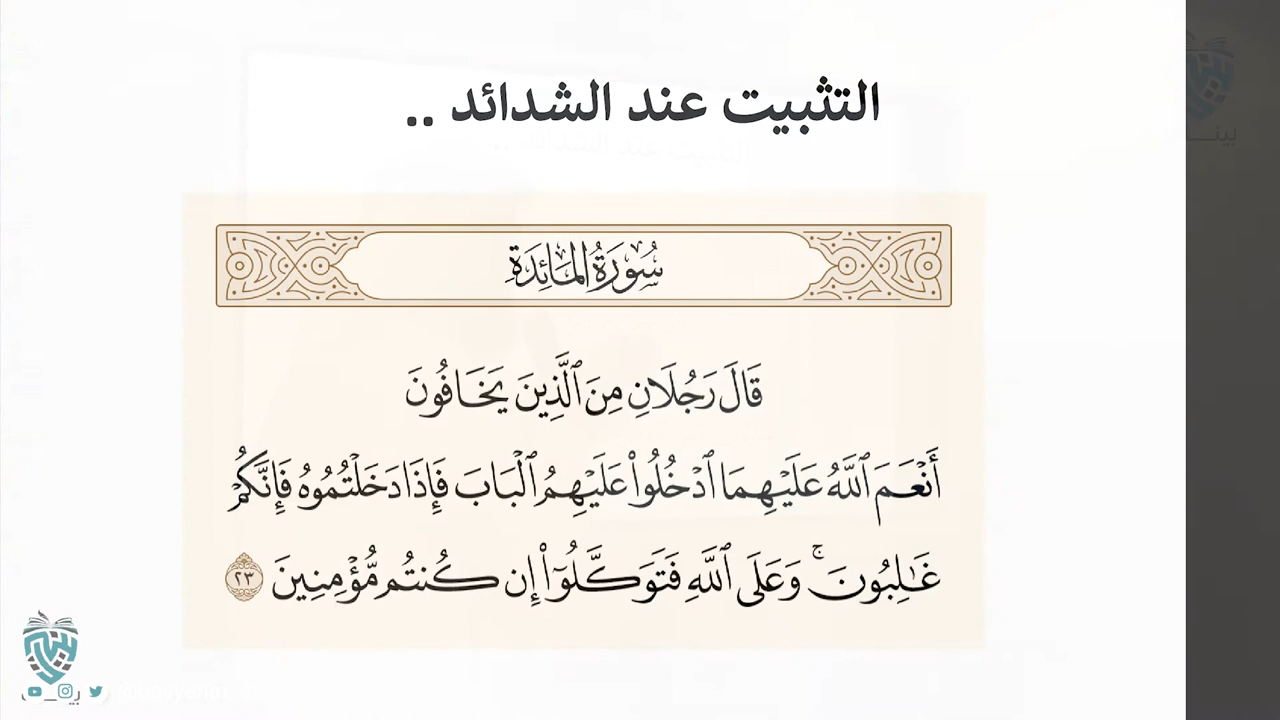 التثبيت عند الشدائد ..
سُورَةُ المَائِدَةِ
قَالَ رَجُلَانِ مِنَ ٱلَّذِينَ يَخَافُونَ
أَنْعَمَ ٱللَّهُ عَلَيْهِمَا ٱدْخُلُوا۟ عَلَيْهِمُ ٱلْبَابَ فَإِذَا دَخَلْتُمُوهُ فَإِنَّكُمْ
غَـٰلِبُونَ ۚ وَعَلَى ٱللَّهِ فَتَوَكَّلُوٓا۟ إِن كُنتُم مُّؤْمِنِينَ ٢٣